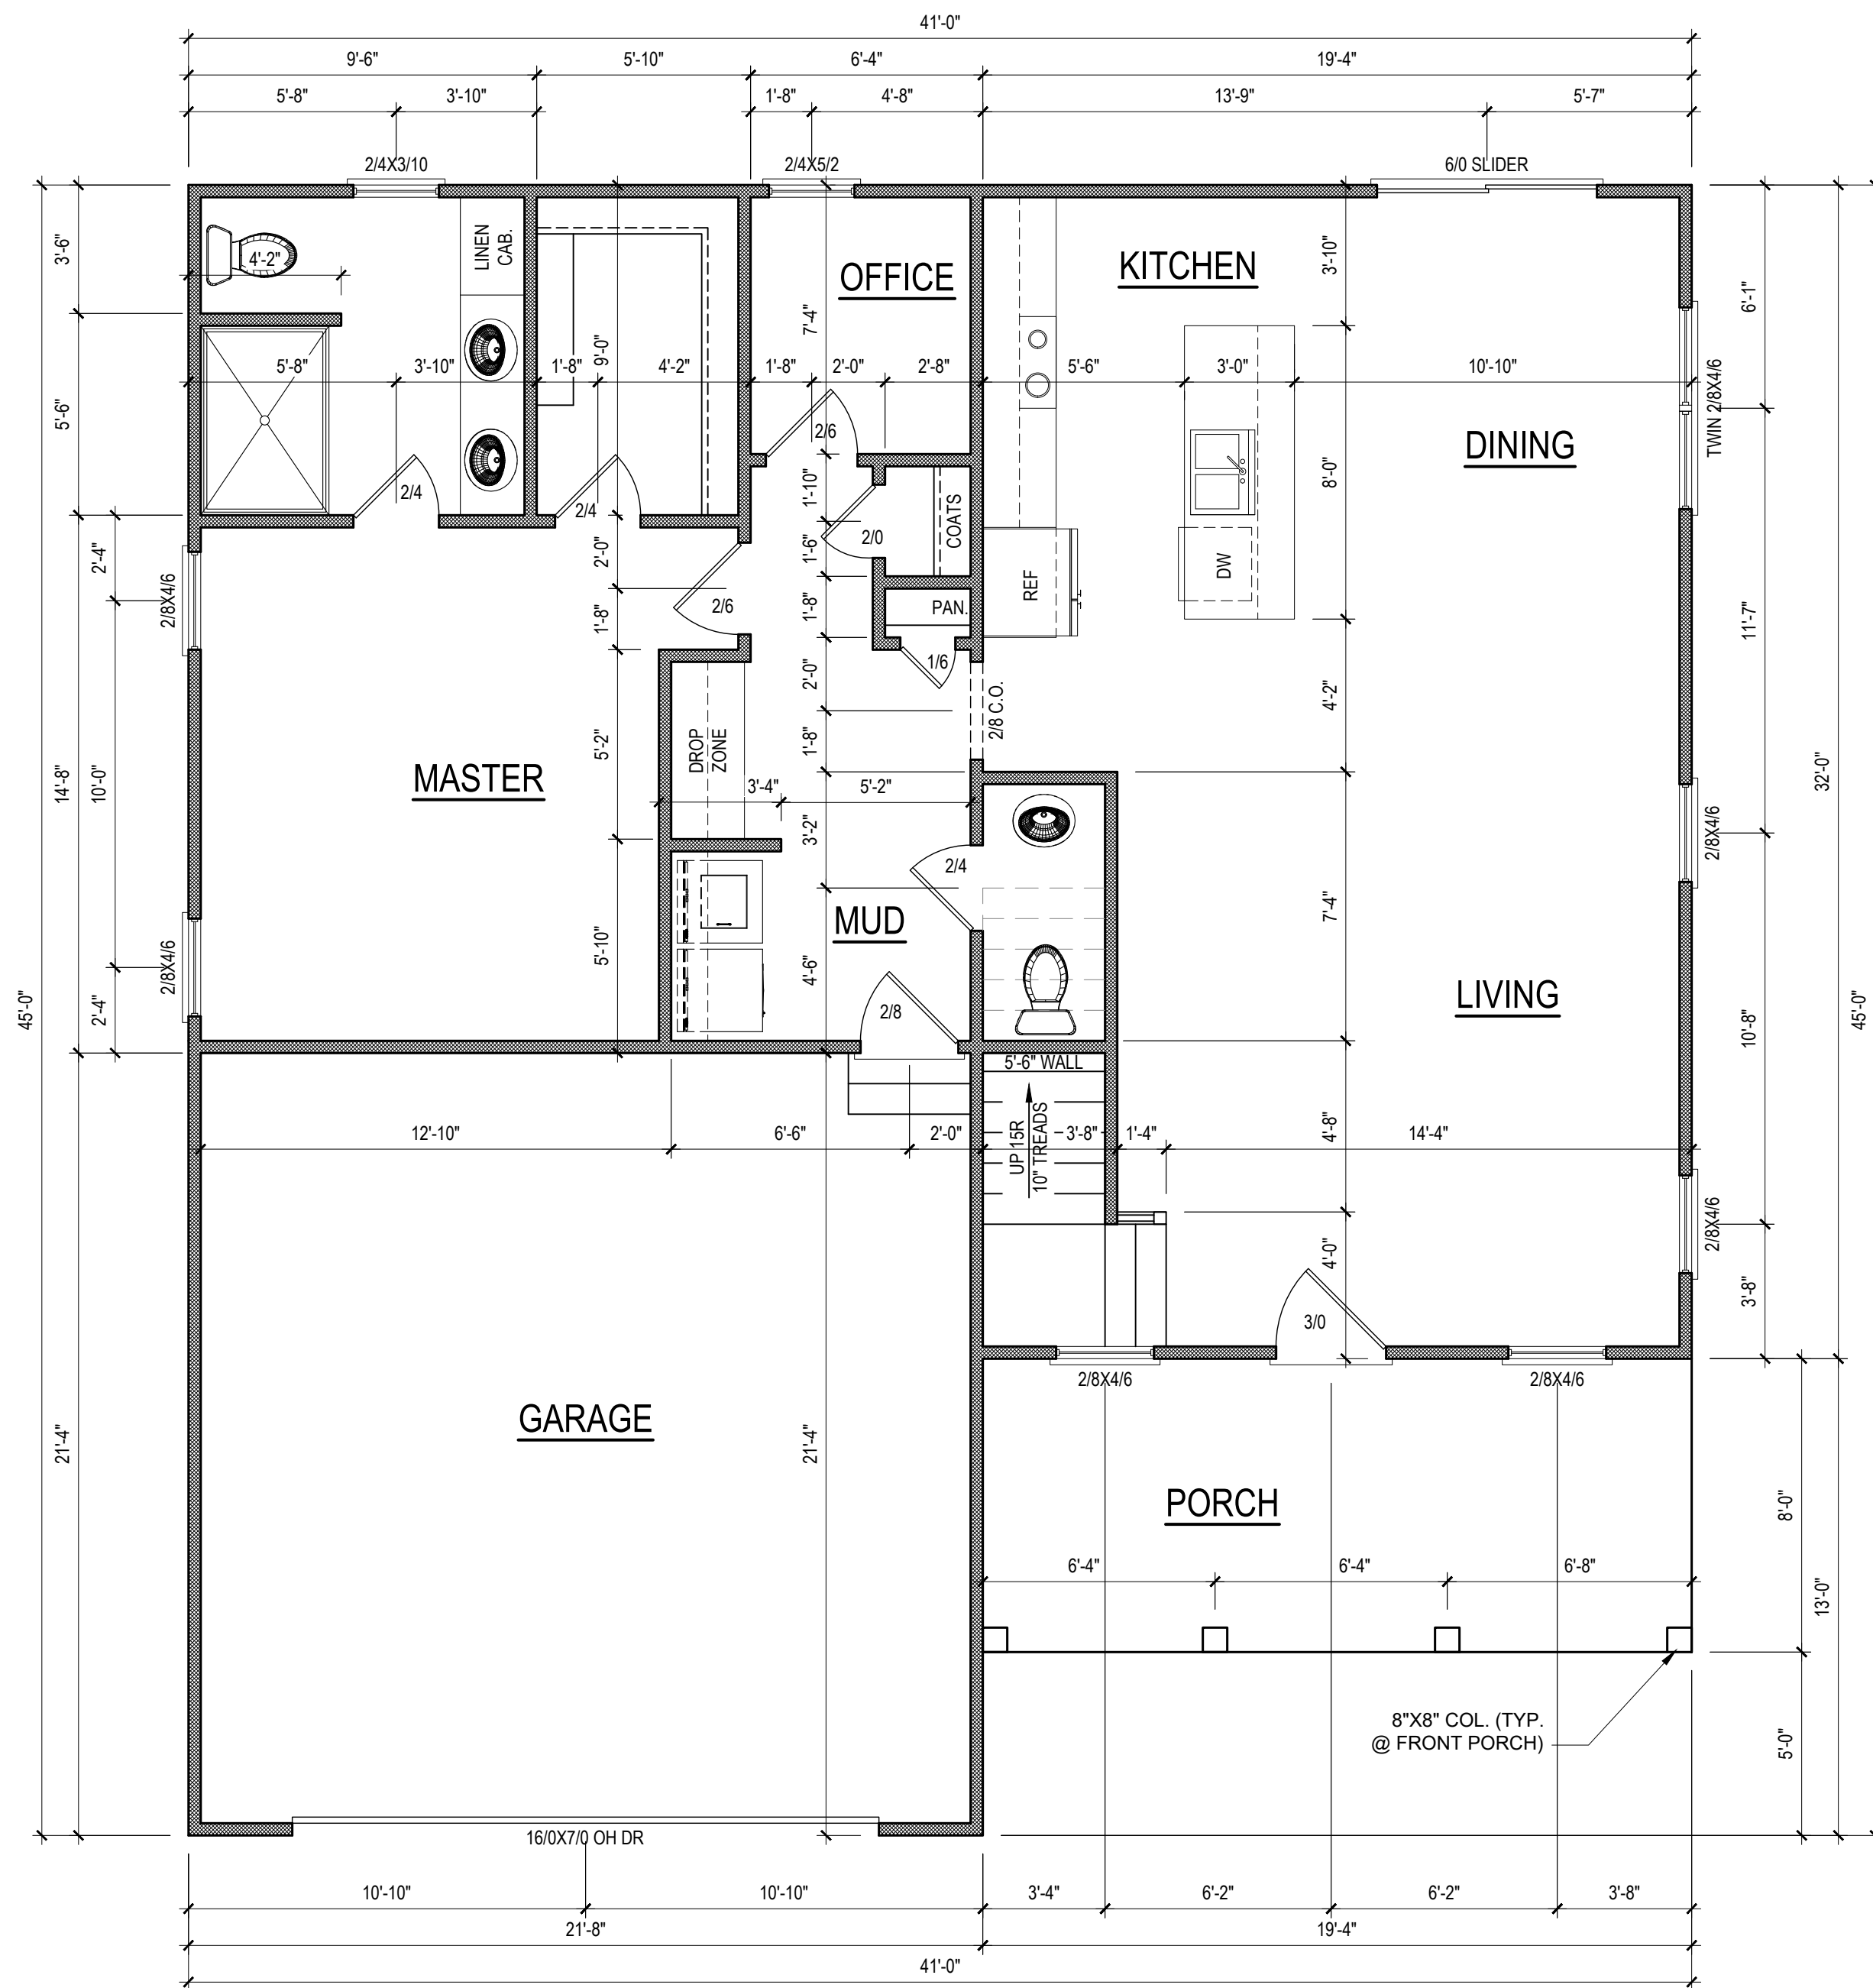 41'-0"
9'-6" 5'-10" 6'-4" 19'-4"
5'-8" 3'-10" 1'-8" 4'-8" 13'-9" 5'-7"
2/4X3/10 2/4X5/2 6/0 SLIDER
3'-6"
4'-2"
LINEN
CAB.
OFFICE
KITCHEN
3'-10"
6'-1"
7'-4"
5'-6"
5'-8" 3'-10" 1'-8" 9'-0" 4'-2" 1'-8" 2'-0" 2'-8" 5'-6" 3'-0" 10'-10"
TWIN 2/8X4/6
2/6
DINING
2/4 2/4
1'-10"
8'-0"
COATS
2/0
2'-4"
2'-0"
1'-6"
REF
DW
2/8X4/6
2/6
PAN.
1'-8"
1'-8"
11'-7"
1/6
2'-0"
2/8 C.O.
4'-2"
5'-2"
DROP
ZONE
1'-8"
MASTER
14'-8"
10'-0"
3'-4" 5'-2"
32'-0"
3'-2"
2/8X4/6
2/4
7'-4"
MUD
5'-10"
4'-6"
2/8X4/6
LIVING
45'-0"
2'-4"
2/8
10'-8"
45'-0"
5'-6" WALL
UP 15R
10" TREADS
12'-10" 6'-6" 2'-0" 3'-8" 1'-4" 4'-8" 14'-4"
2/8X4/6
4'-0"
3'-8"
3/0
2/8X4/6 2/8X4/6
GARAGE
21'-4"
21'-4"
PORCH
8'-0"
6'-4" 6'-4" 6'-8"
13'-0"
8"X8" COL. (TYP.
@ FRONT PORCH)
5'-0"
16/0X7/0 OH DR
10'-10" 10'-10" 3'-4" 6'-2" 6'-2" 3'-8"
21'-8" 19'-4"
41'-0"